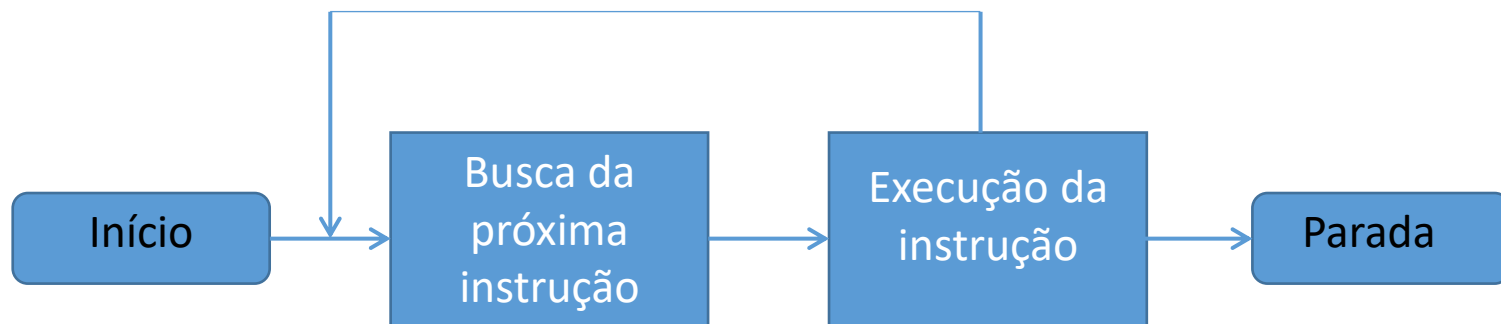 Início
Busca da
próxima
instrução
Execução da
instrução
Parada